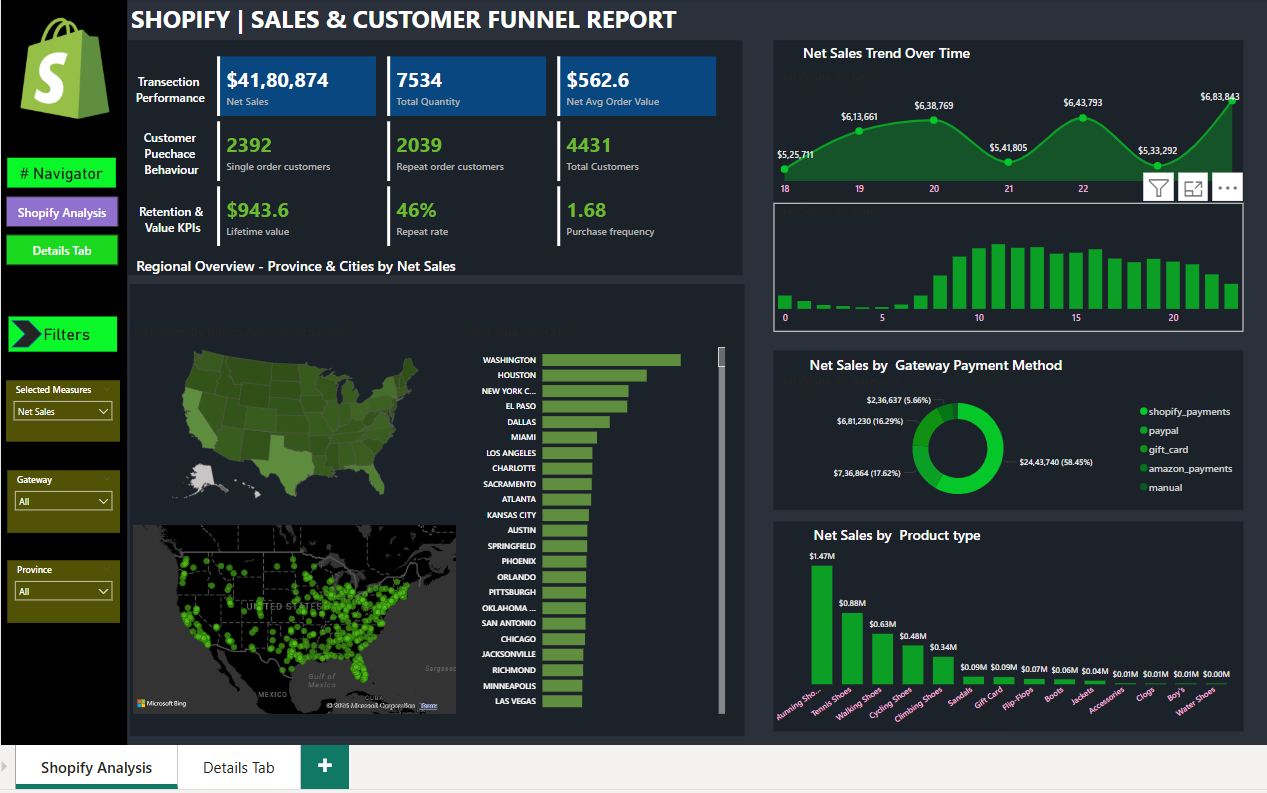 SHOPIFY | SALES & CUSTOMER FUNNEL REPORT
S
# Navigator
Shopify Analysis
Details Tab
Filters
Selected Measures
Net Sales
Gateway
All
Province
All
Transection
Performance
$41,80,874
Net Sales
7534
Total Quantity
$562.6
Net Avg Order Value
Customer
Puechace
Behaviour
2392
Single order customers
2039
Repeat order customers
4431
Total Customers
Retention &
Value KPIs
$943.6
Lifetime value
46%
Repeat rate
1.68
Purchase frequency
Regional Overview - Province & Cities by Net Sales
WASHINGTON
HOUSTON
NEW YORK C...
EL PASO
DALLAS
MIAMI
LOS ANGELES
CHARLOTTE
SACRAMENTO
ATLANTA
KANSAS CITY
AUSTIN
SPRINGFIELD
PHOENIX
ORLANDO
PITTSBURGH
OKLAHOMA ...
SAN ANTONIO
CHICAGO
JACKSONVILLE
RICHMOND
MINNEAPOLIS
LAS VEGAS
UNITED STATES
Gulf of
Mexico
MEXICO
CUBA
Sargasso
Microsoft Bing
© 2025 Microsoft Corporation Terms
Net Sales Trend Over Time
$5,25,711
$6,13,661
$6,38,769
$5,41,805
$6,43,793
$5,33,292
$6,83,843
18 19 20 21 22
0 5 10 15 20
Net Sales by Gateway Payment Method
$2,36,637 (5.66%)
$6,81,230 (16.29%)
$7,36,864 (17.62%)
$24,43,740 (58.45%)
shopify_payments
paypal
gift_card
amazon_payments
manual
Net Sales by Product type
$1.47M
$0.88M
$0.63M
$0.48M
$0.34M
$0.09M
$0.09M
$0.07M
$0.06M
$0.04M
$0.01M
$0.01M
$0.01M
$0.00M
Running Sho...
Tennis Shoes
Walking Shoes
Cycling Shoes
Climbing Shoes
Sandals
Gift Card
Flip-Flops
Boots
Jackets
Accessories
Clogs
Boy's
Water Shoes
Shopify Analysis
Details Tab
+